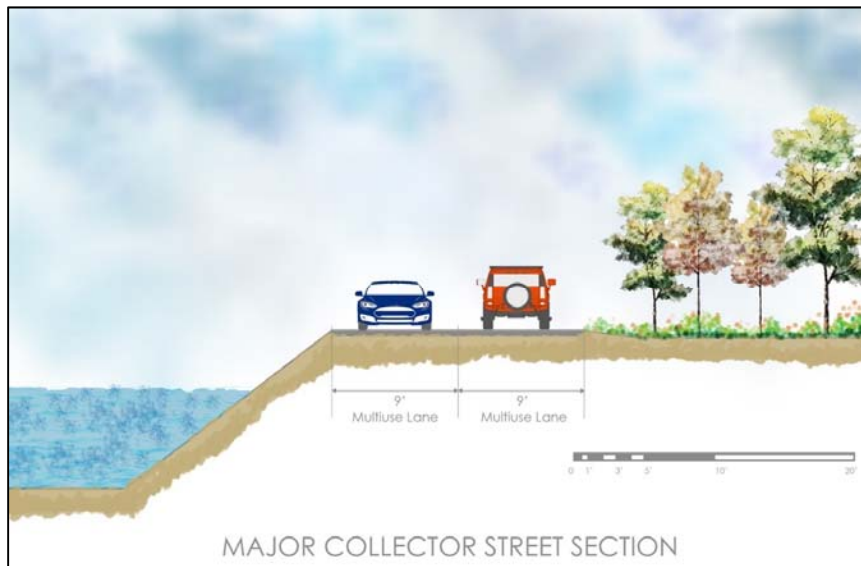 9' 9'
Multiuse Lane Multiuse Lane
0 1' 3' 5' 10' 20'
MAJOR COLLECTOR STREET SECTION